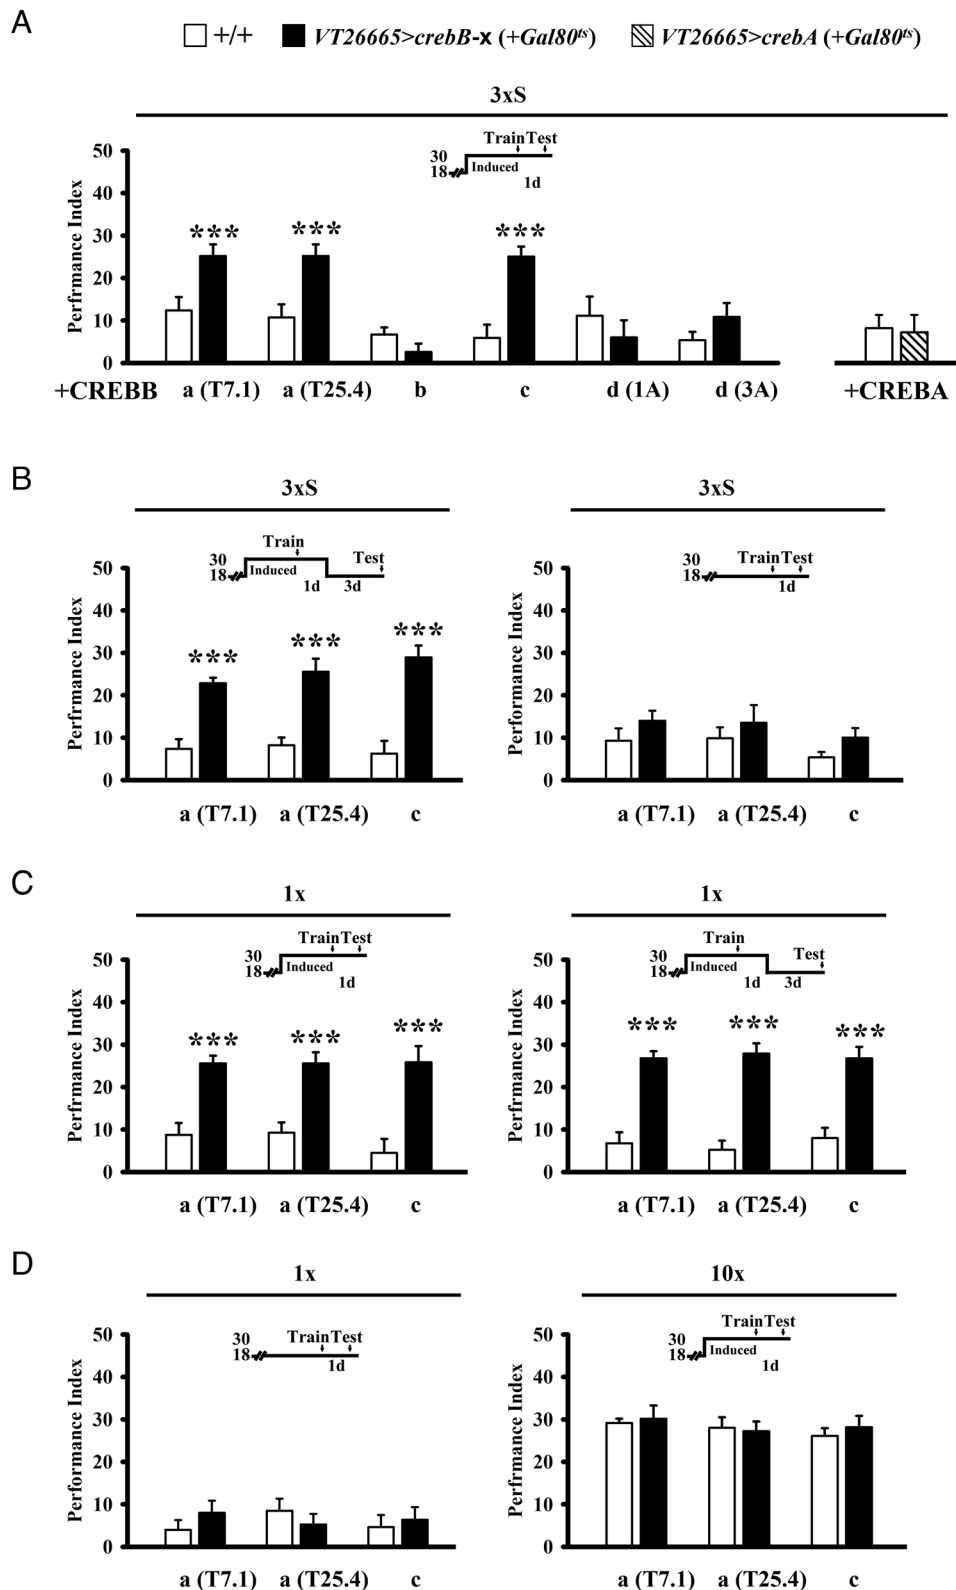 A
+/+ VT26665>crebB-x (+Gal80ts) VT26665>crebA (+Gal80ts)
3xS
Perfrmance Index
50
40
30
20
10
0
30
18
Induced
Train Test
1d
*** *** ***
+CREBB a (T7.1) a (T25.4) b c d (1A) d (3A) +CREBA
B
3xS
Perfrmance Index
50
40
30
20
10
0
30
18
Induced
Train
1d
3d
Test
*** *** ***
a (T7.1) a (T25.4) c
3xS
Performance Index
50
40
30
20
10
0
30
18
Train Test
1d
a (T7.1) a (T25.4) c
C
1x
Perfrmance Index
50
40
30
20
10
0
30
18
Induced
Train Test
1d
*** *** ***
a (T7.1) a (T25.4) c
1x
Perfrmance Index
50
40
30
20
10
0
30
18
Induced
Train
1d
3d
Test
*** *** ***
a (T7.1) a (T25.4) c
D
1x
Performance Index
50
40
30
20
10
0
30
18
Train Test
1d
a (T7.1) a (T25.4) c
10x
Perfrmance Index
50
40
30
20
10
0
30
18
Induced
Train Test
1d
a (T7.1) a (T25.4) c